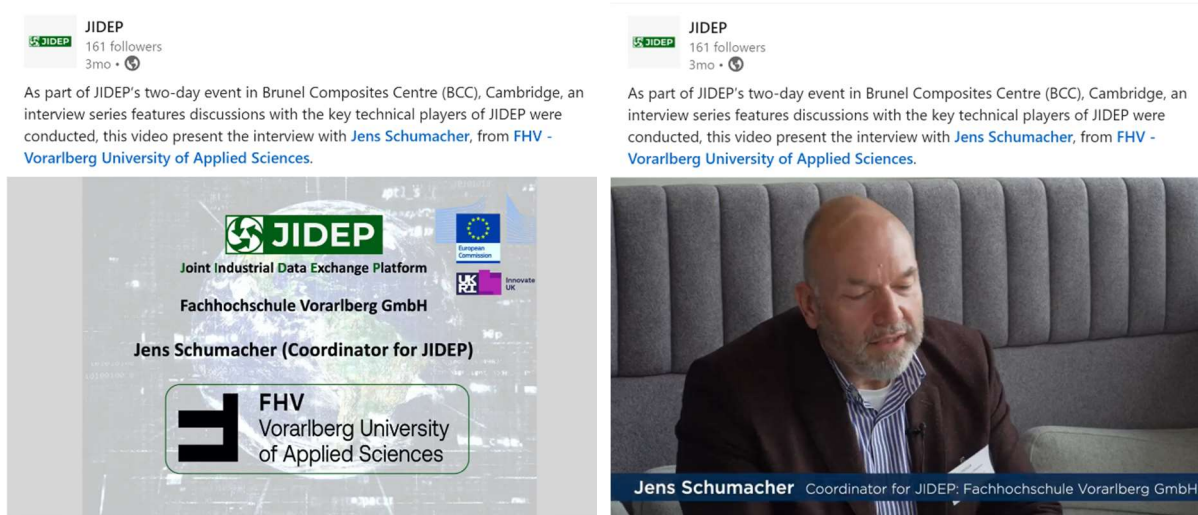 JIDEP
JIDEP
161 followers
3mo •
As part of JIDEP's two-day event in Brunel Composites Centre (BCC), Cambridge, an
interview series features discussions with the key technical players of JIDEP were
conducted, this video present the interview with Jens Schumacher, from FHV -
Vorarlberg University of Applied Sciences.
JIDEP
Joint Industrial Data Exchange Platform
European
Commission
UK
RI
Innovate
UK
Fachhochschule Vorarlberg GmbH
Jens Schumacher (Coordinator for JIDEP)
FHV
Vorarlberg University
of Applied Sciences
JIDEP
JIDEP
161 followers
3mo •
As part of JIDEP's two-day event in Brunel Composites Centre (BCC), Cambridge, an
interview series features discussions with the key technical players of JIDEP were
conducted, this video present the interview with Jens Schumacher, from FHV -
Vorarlberg University of Applied Sciences.
Jens Schumacher Coordinator for JIDEP: Fachhochschule Vorarlberg GmbH